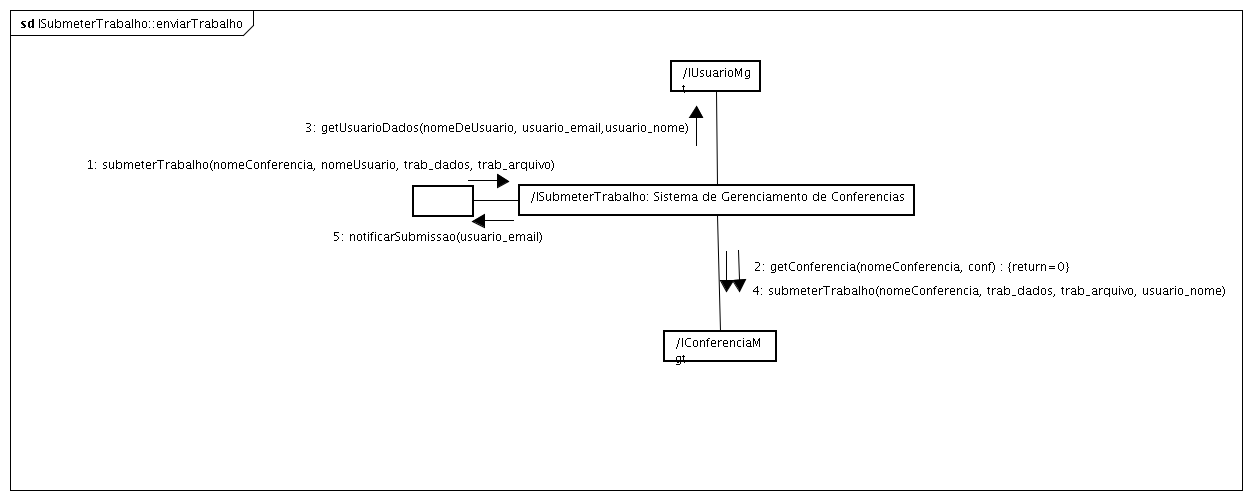 sd ISubmeterTrabalho::enviarTrabalho
/IUsuarioMg
t
3: getUsuarioDados(nomeDeUsuario, usuario_email,usuario_nome)
1: submeterTrabalho(nomeConferencia, nomeUsuario, trab_dados, trab_arquivo)
/ISubmeterTrabalho: Sistema de Gerenciamento de Conferencias
5: notificarSubmissao(usuario_email)
2: getConferencia(nomeConferencia, conf) : {return=0}
4: submeterTrabalho(nomeConferencia, trab_dados, trab_arquivo, usuario_nome)
/IConferenciaM
gt